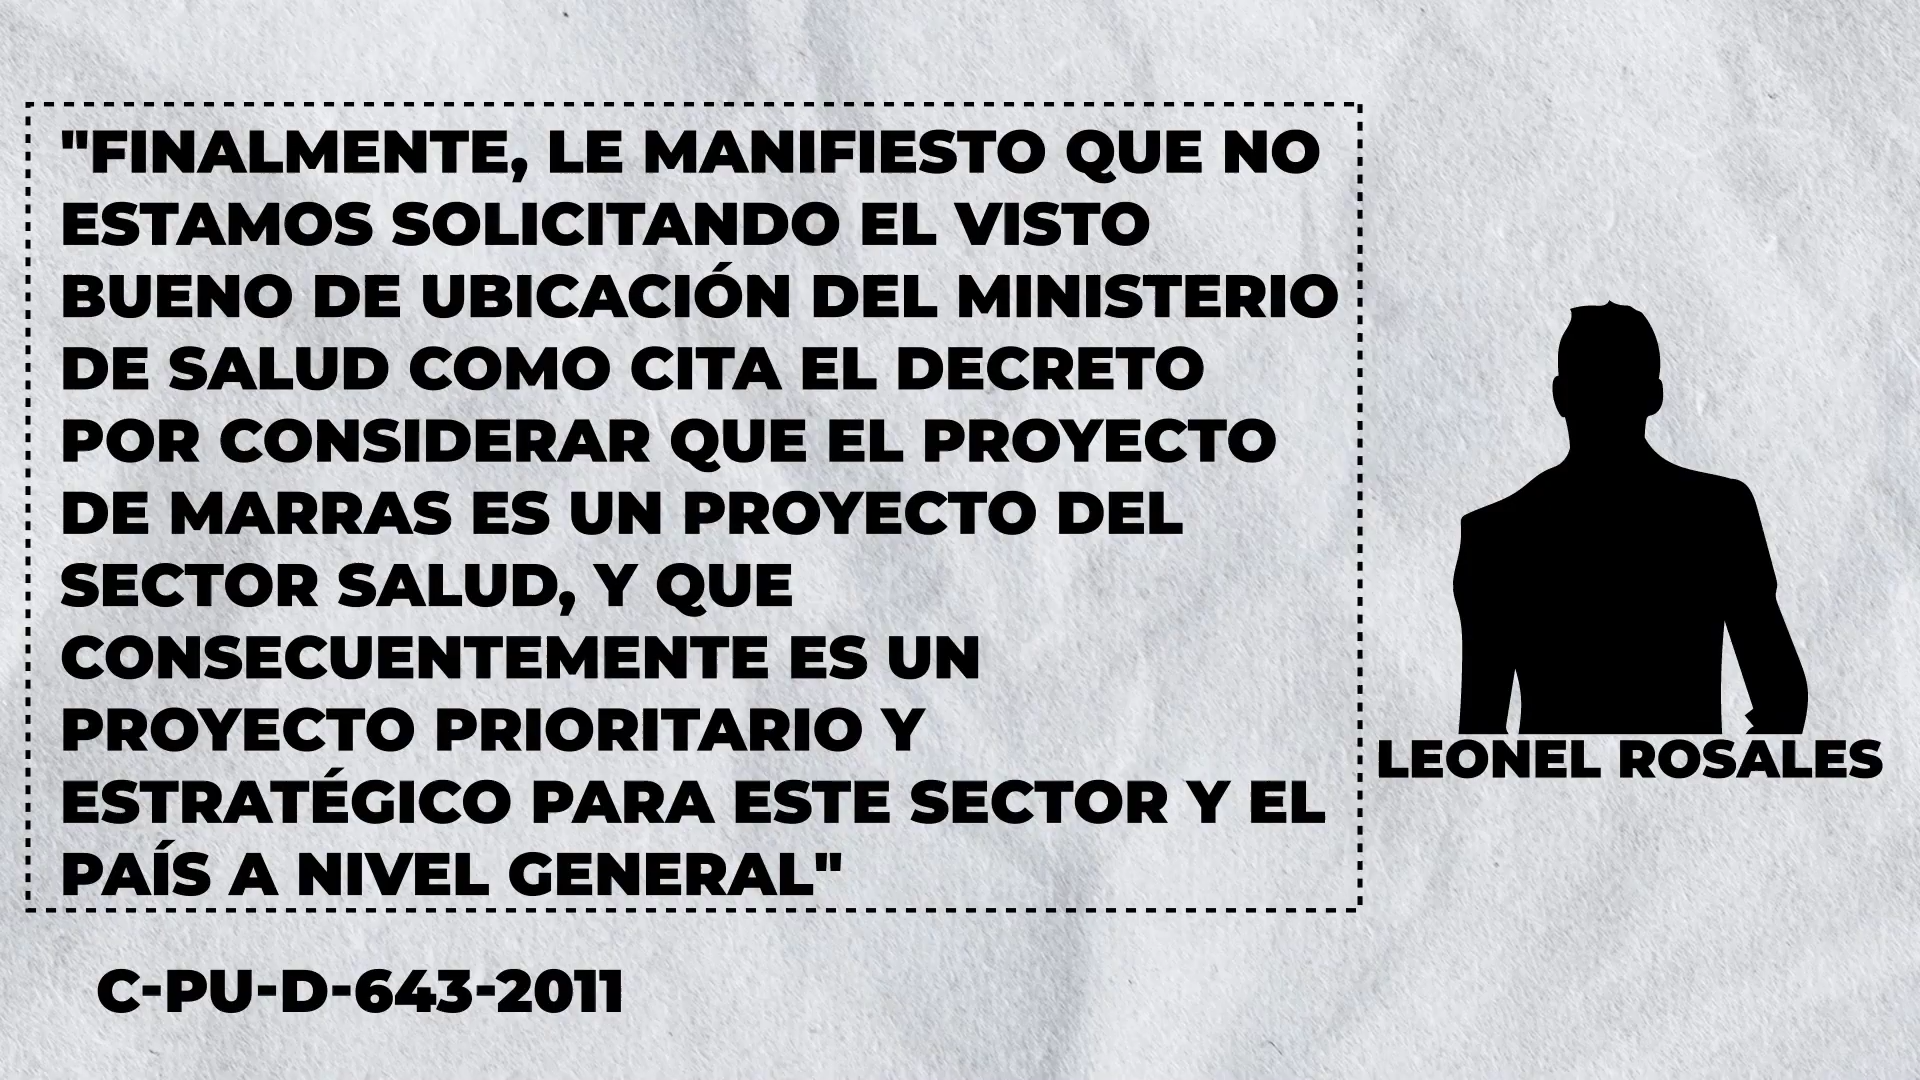 "FINALMENTE, LE MANIFIESTO QUE NO
ESTAMOS SOLICITANDO EL VISTO
BUENO DE UBICACIÓN DEL MINISTERIO
DE SALUD COMO CITA EL DECRETO
POR CONSIDERAR QUE EL PROYECTO
DE MARRAS ES UN PROYECTO DEL
SECTOR SALUD, Y QUE
CONSECUENTEMENTE ES UN
PROYECTO PRIORITARIO Y
ESTRATÉGICO PARA ESTE SECTOR Y EL
PAÍS A NIVEL GENERAL"
LEONEL ROSALES
C-PU-D-643-2011